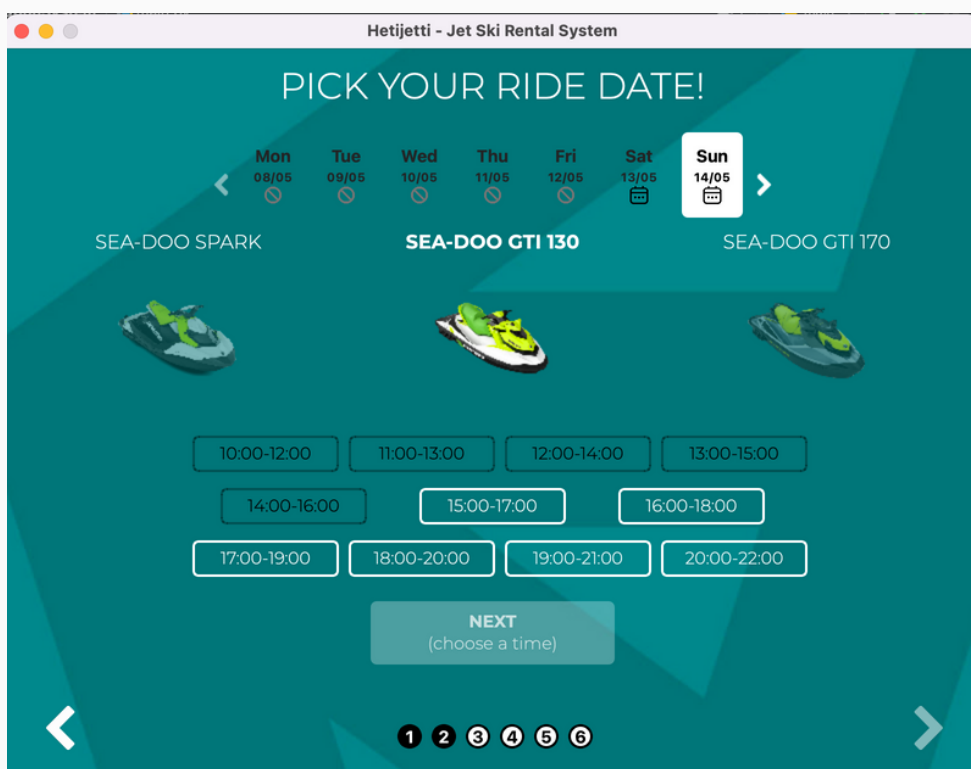 Hetijetti - Jet Ski Rental System
PICK YOUR RIDE DATE!
Mon Tue Wed Thu Fri Sat Sun
08/05 09/05 10/05 11/05 12/05 13/05 14/05
SEA-DOO SPARK SEA-DOO GTI 130 SEA-DOO GTI 170
10:00-12:00 11:00-13:00 12:00-14:00 13:00-15:00
14:00-16:00 15:00-17:00 16:00-18:00
17:00-19:00 18:00-20:00 19:00-21:00 20:00-22:00
NEXT
(choose a time)
1 2 3 4 5 6